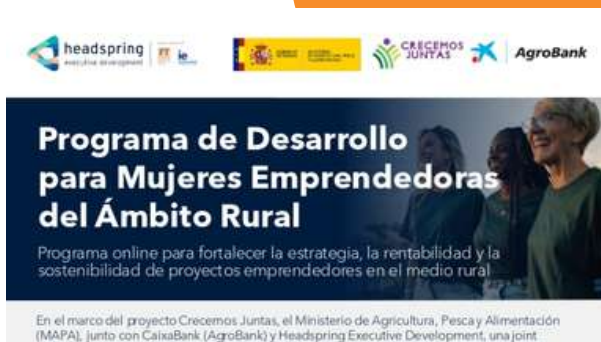 headspring
executive development
CRECEMOS
JUNTAS
AgroBank
Programa de Desarrollo
para Mujeres Emprendedoras
del Ámbito Rural
Programa online para fortalecer la estrategia, la rentabilidad y la
sostenibilidad de proyectos emprendedores en el medio rural
En el marco del proyecto Crecemos Juntas, el Ministerio de Agricultura, Pesca y Alimentación
(MAPA), junto con CaixaBank (AgroBank) y Headspring Executive Development, una joint